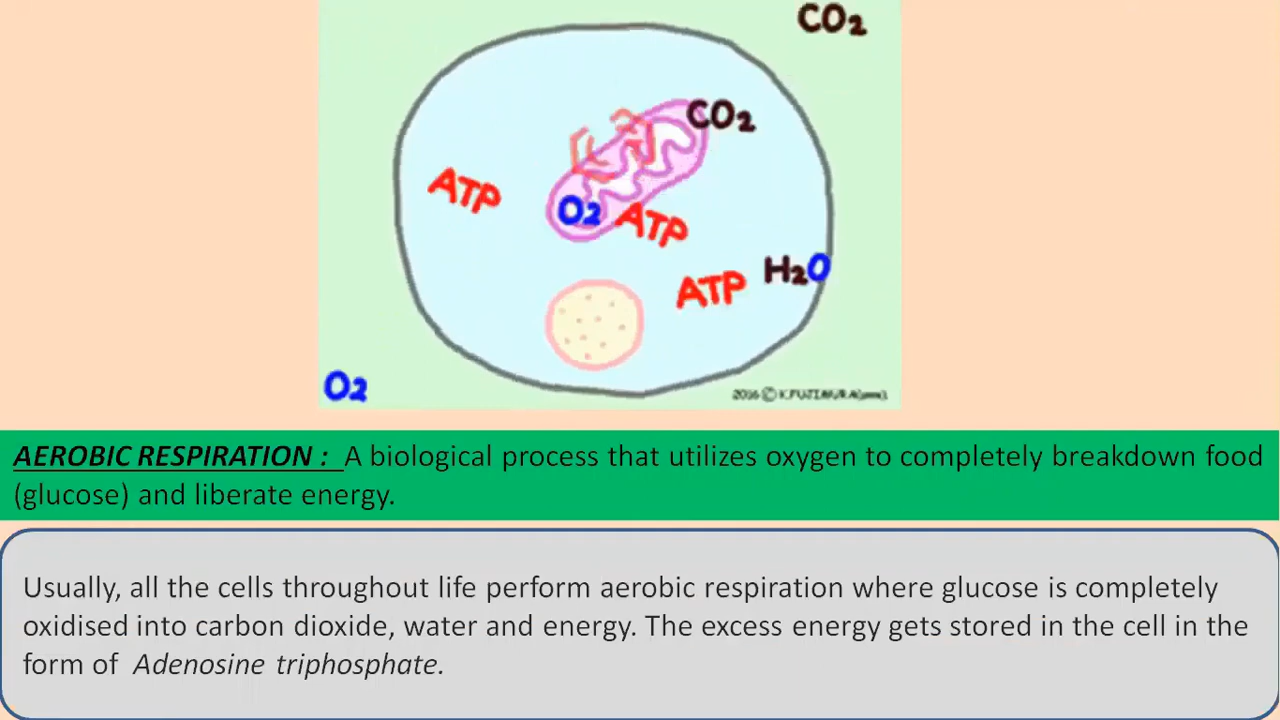 CO2
CO2
ATP
O2 ATP
H2O
ATP
O2
2016 © K.FUJIMURA
AEROBIC RESPIRATION : A biological process that utilizes oxygen to completely breakdown food
(glucose) and liberate energy.
Usually, all the cells throughout life perform aerobic respiration where glucose is completely
oxidised into carbon dioxide, water and energy. The excess energy gets stored in the cell in the
form of Adenosine triphosphate.